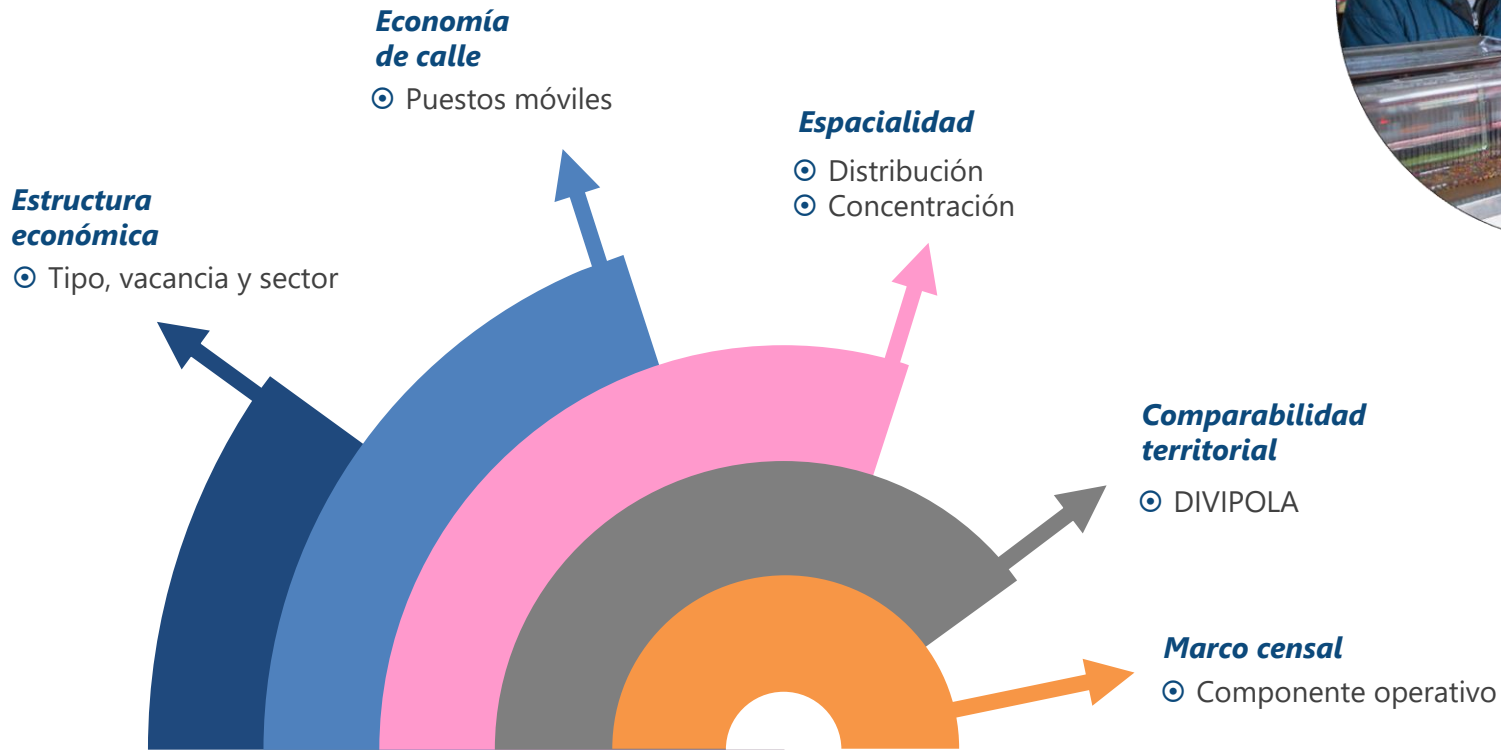 Economía
de calle
Puestos móviles
Espacialidad
Distribución
Concentración
Estructura
económica
Tipo, vacancia y sector
Comparabilidad
territorial
DIVIPOLA
Marco censal
Componente operativo